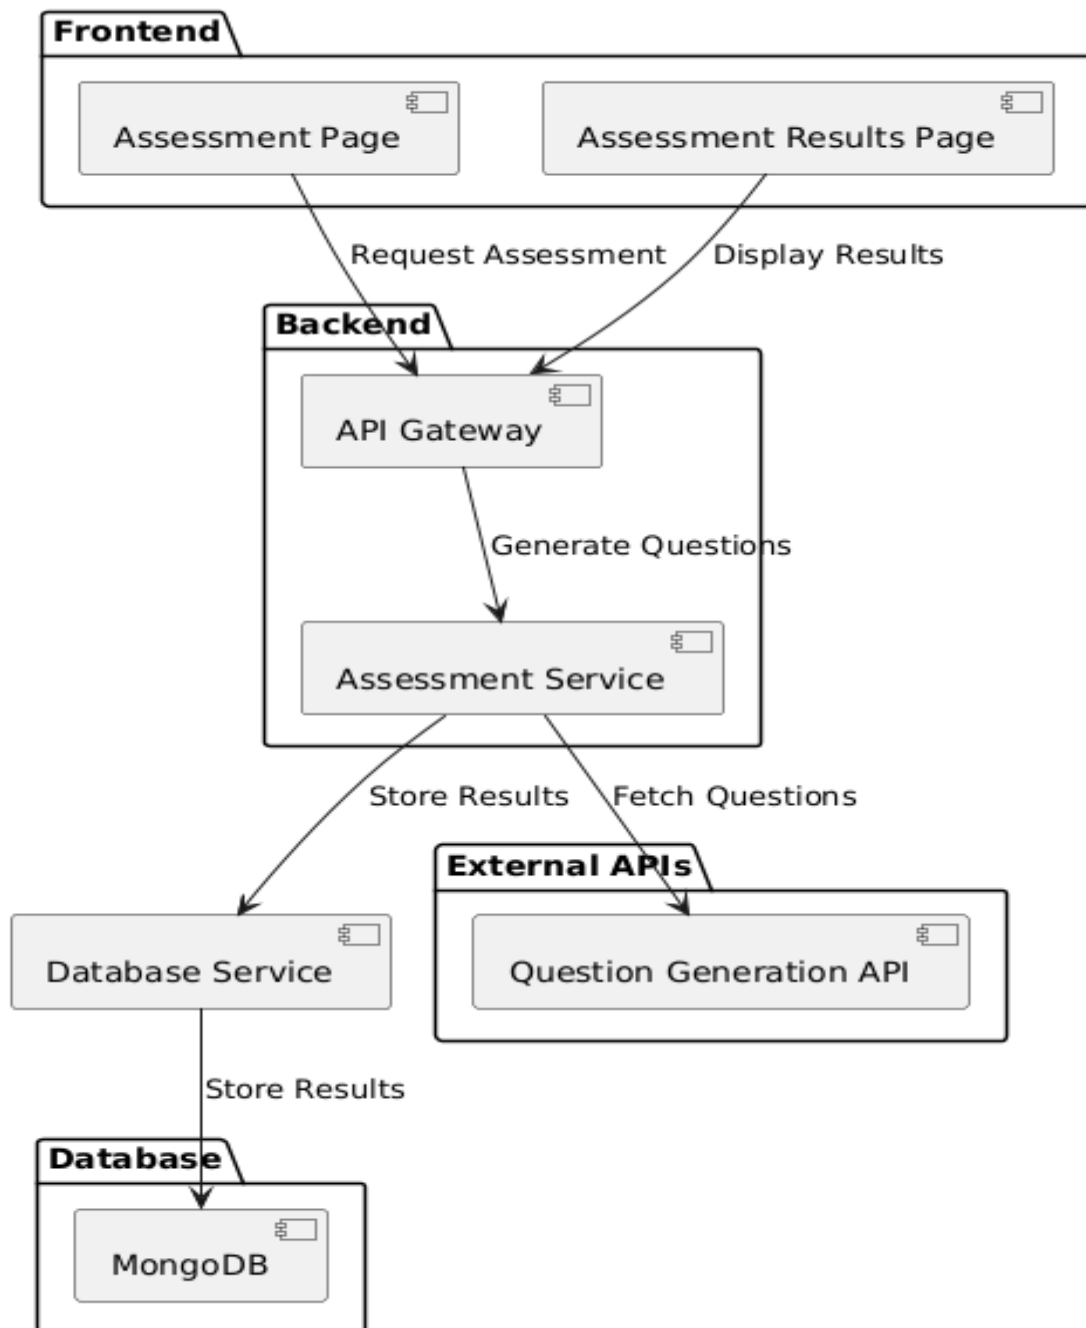 Frontend
Assessment Page
Assessment Results Page
Request Assessment
Display Results
Backend
API Gateway
Generate Questions
Assessment Service
Store Results
Fetch Questions
External APIs
Database Service
Question Generation API
Store Results
Database
MongoDB